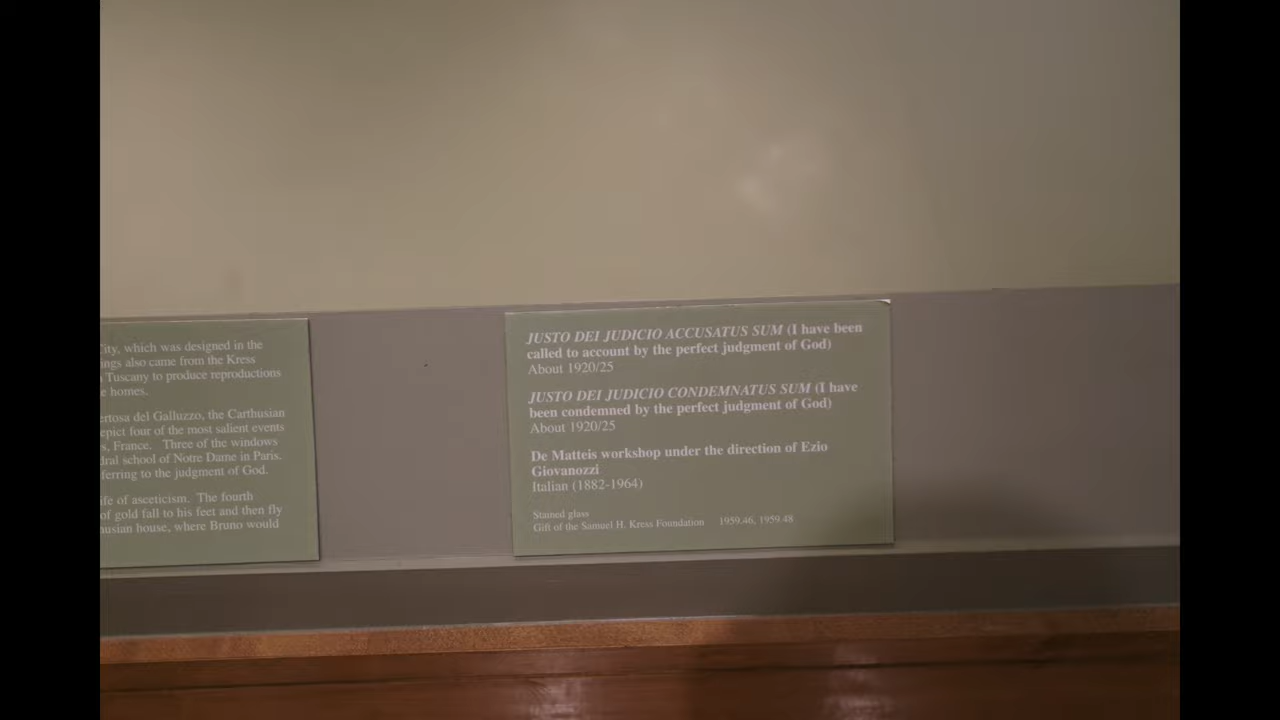 City, which was designed in the
ings also came from the Kress
Tuscany to produce reproductions
e homes.
ertosa del Galluzzo, the Carthusian
epict four of the most salient events
s, France. Three of the windows
dral school of Notre Dame in Paris.
ferring to the judgment of God.
ife of asceticism. The fourth
of gold fall to his feet and then fly
husian house, where Bruno would
JUSTO DEI JUDICIO ACCUSATUS SUM (I have been
called to account by the perfect judgment of God)
About 1920/25
JUSTO DEI JUDICIO CONDEMNATUS SUM (I have
been condemned by the perfect judgment of God)
About 1920/25
De Matteis workshop under the direction of Ezio
Giovanozzi
Italian (1882-1964)
Stained glass
Gift of the Samuel H. Kress Foundation 1959.46, 1959.48